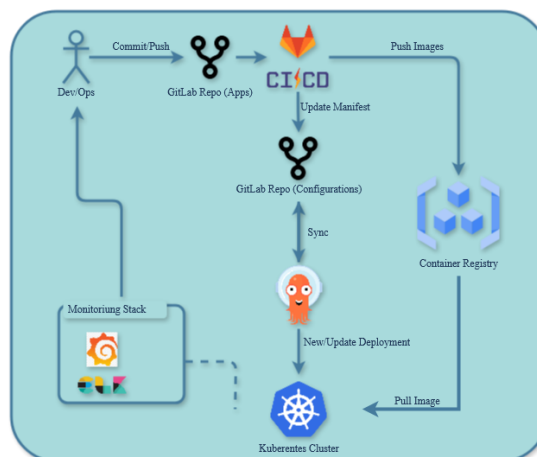 Commit/Push
Push Images
Dev/Ops
GitLab Repo (Apps)
CI/CD
Update Manifest
GitLab Repo (Configurations)
Sync
Container Registry
Monitoriung Stack
New/Update Deployment
ELK
Pull Image
Kuberentes Cluster